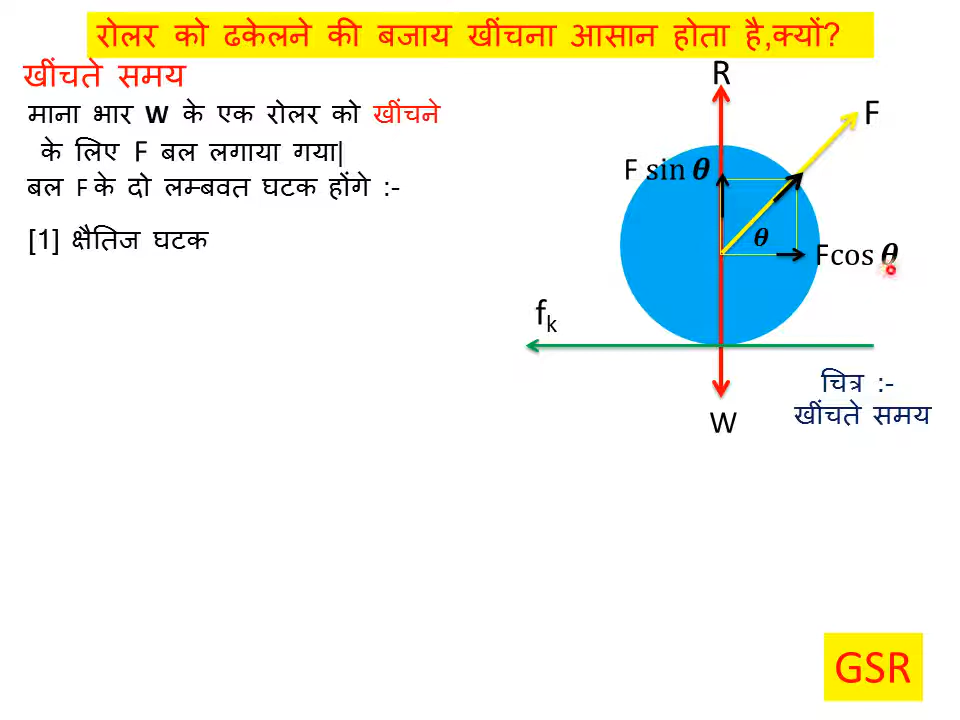 रोलर को ढकेलने की बजाय खींचना आसान होता है,क्यों?
खींचते समय
माना भार W के एक रोलर को खींचने
के लिए F बल लगाया गया|
बल F के दो लम्बवत घटक होंगे :-
[1] क्षैतिज घटक
R
F
F sin θ
θ
Fcos θ
fk
W
चित्र :-
खींचते समय
GSR